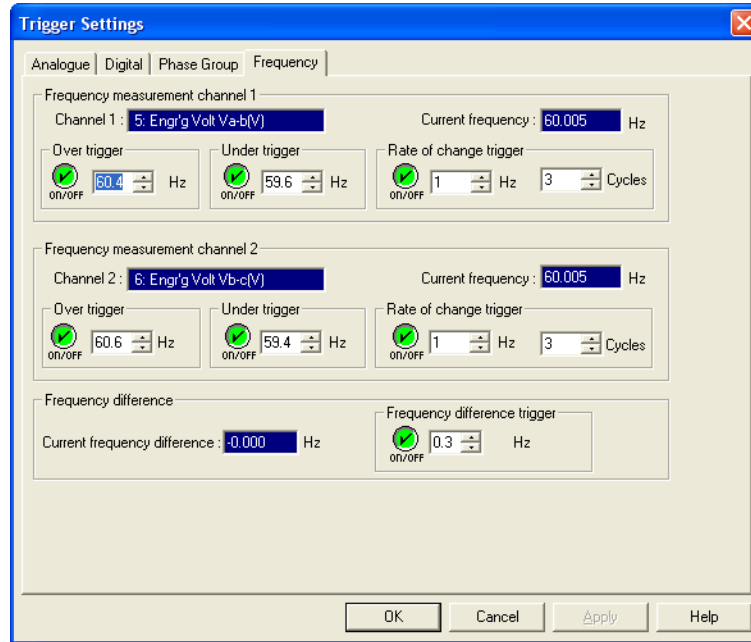 Trigger Settings
Analogue Digital Phase Group Frequency
Frequency measurement channel 1
Channel 1 : 5: Engr'g Volt Va-b(V) Current frequency : 60.005 Hz
Over trigger Under trigger Rate of change trigger
60.4 Hz 59.6 Hz 1 Hz 3 Cycles
on/off on/off on/off
Frequency measurement channel 2
Channel 2 : 6: Engr'g Volt Vb-c(V) Current frequency : 60.005 Hz
Over trigger Under trigger Rate of change trigger
60.6 Hz 59.4 Hz 1 Hz 3 Cycles
on/off on/off on/off
Frequency difference
Frequency difference trigger
Current frequency difference : -0.000 Hz 0.3 Hz
on/off
OK Cancel Apply Help